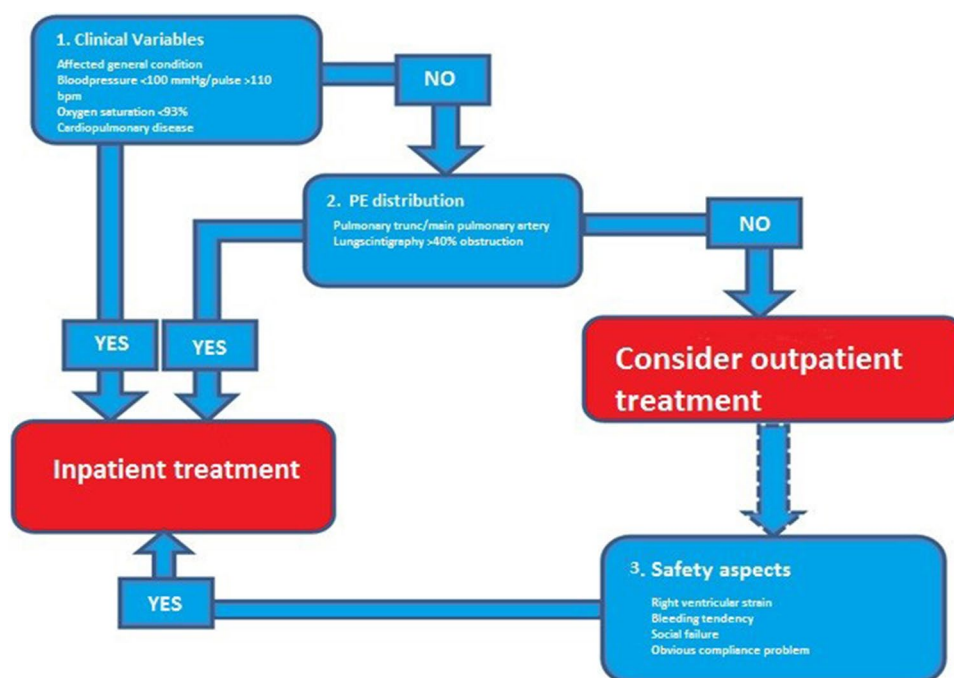 1. Clinical Variables
Affected general condition
Bloodpressure <100 mmHg/pulse >110
bpm
Oxygen saturation <93%
Cardiopulmonary disease
NO
2. PE distribution
Pulmonary trunc/main pulmonary artery
Lungscintigraphy >40% obstruction
NO
YES
YES
Consider outpatient
treatment
Inpatient treatment
3. Safety aspects
Right ventricular strain
Bleeding tendency
Social failure
Obvious compliance problem
YES